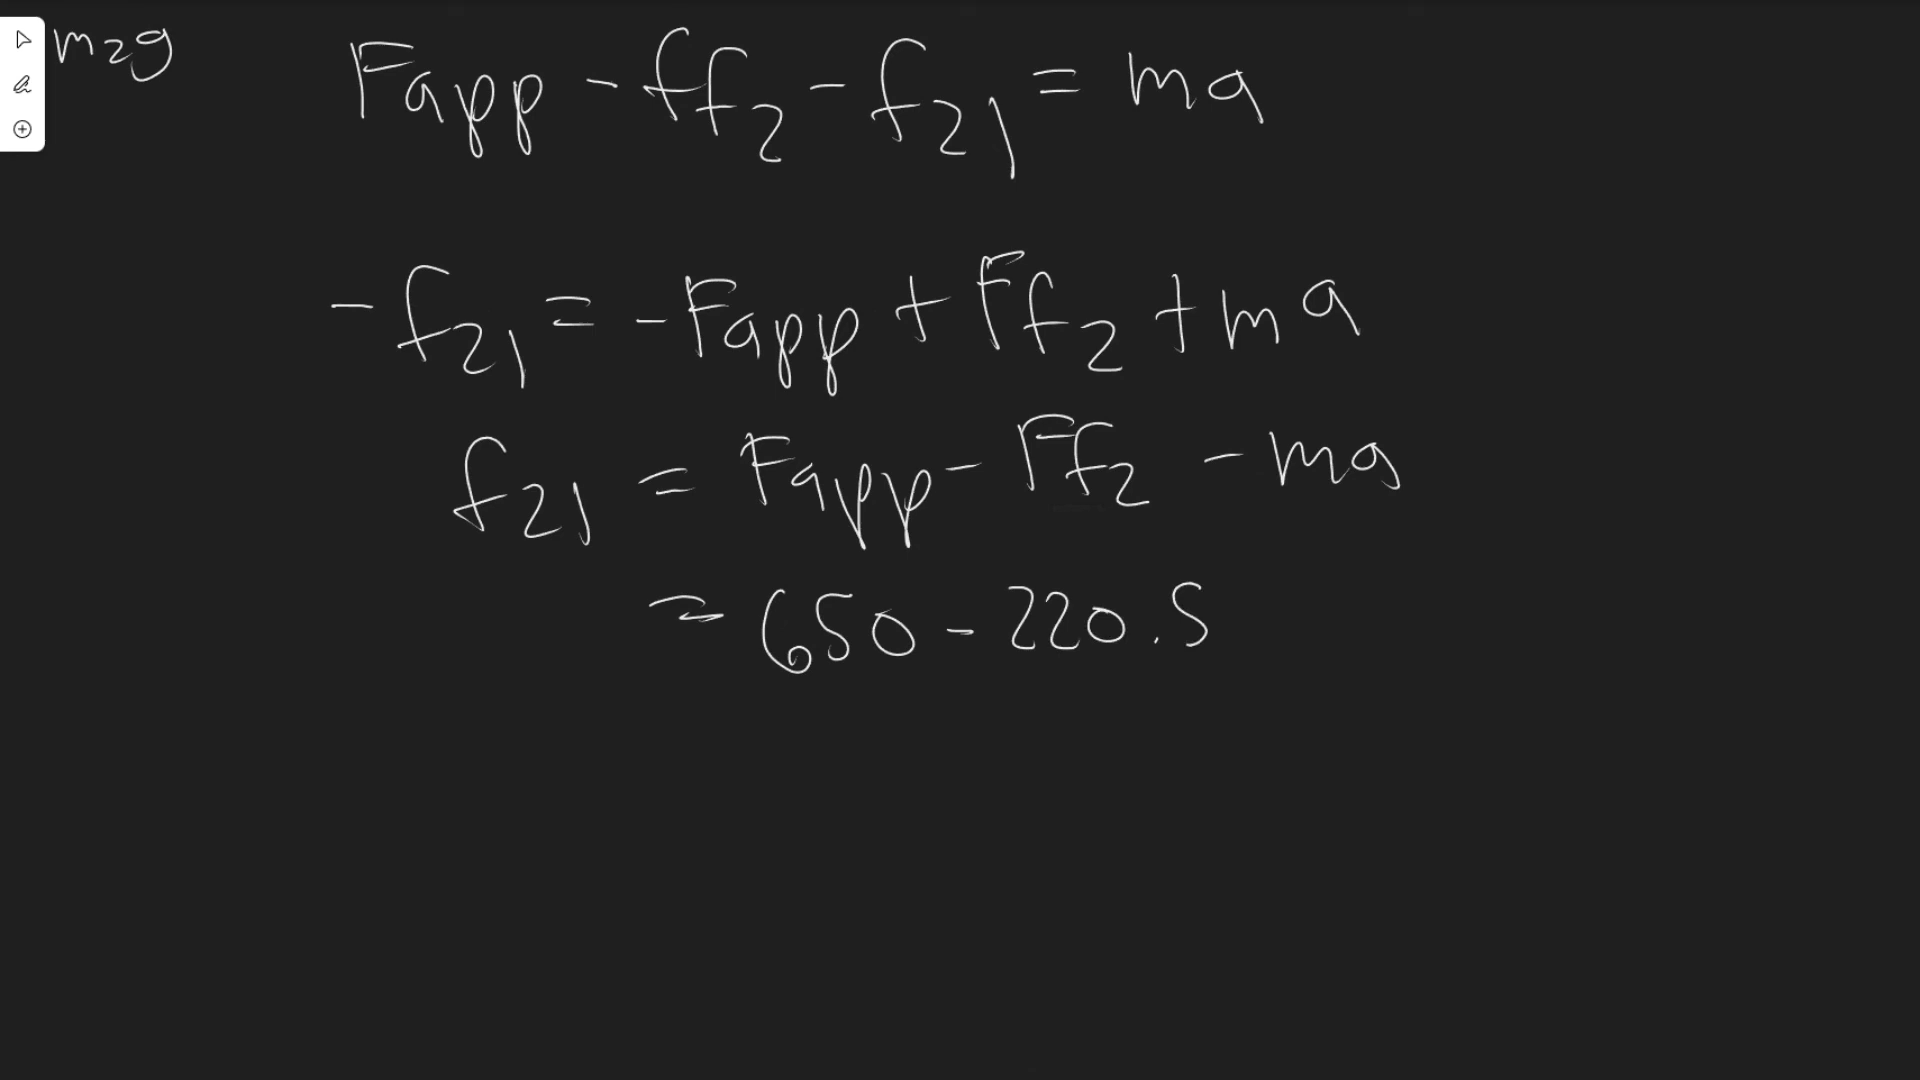 m2g
Fapp - ff2 - f21 = ma
-f21 = -Fapp + Ff2 + ma
f21 = Fapp - Ff2 - ma
= 650 - 220.5